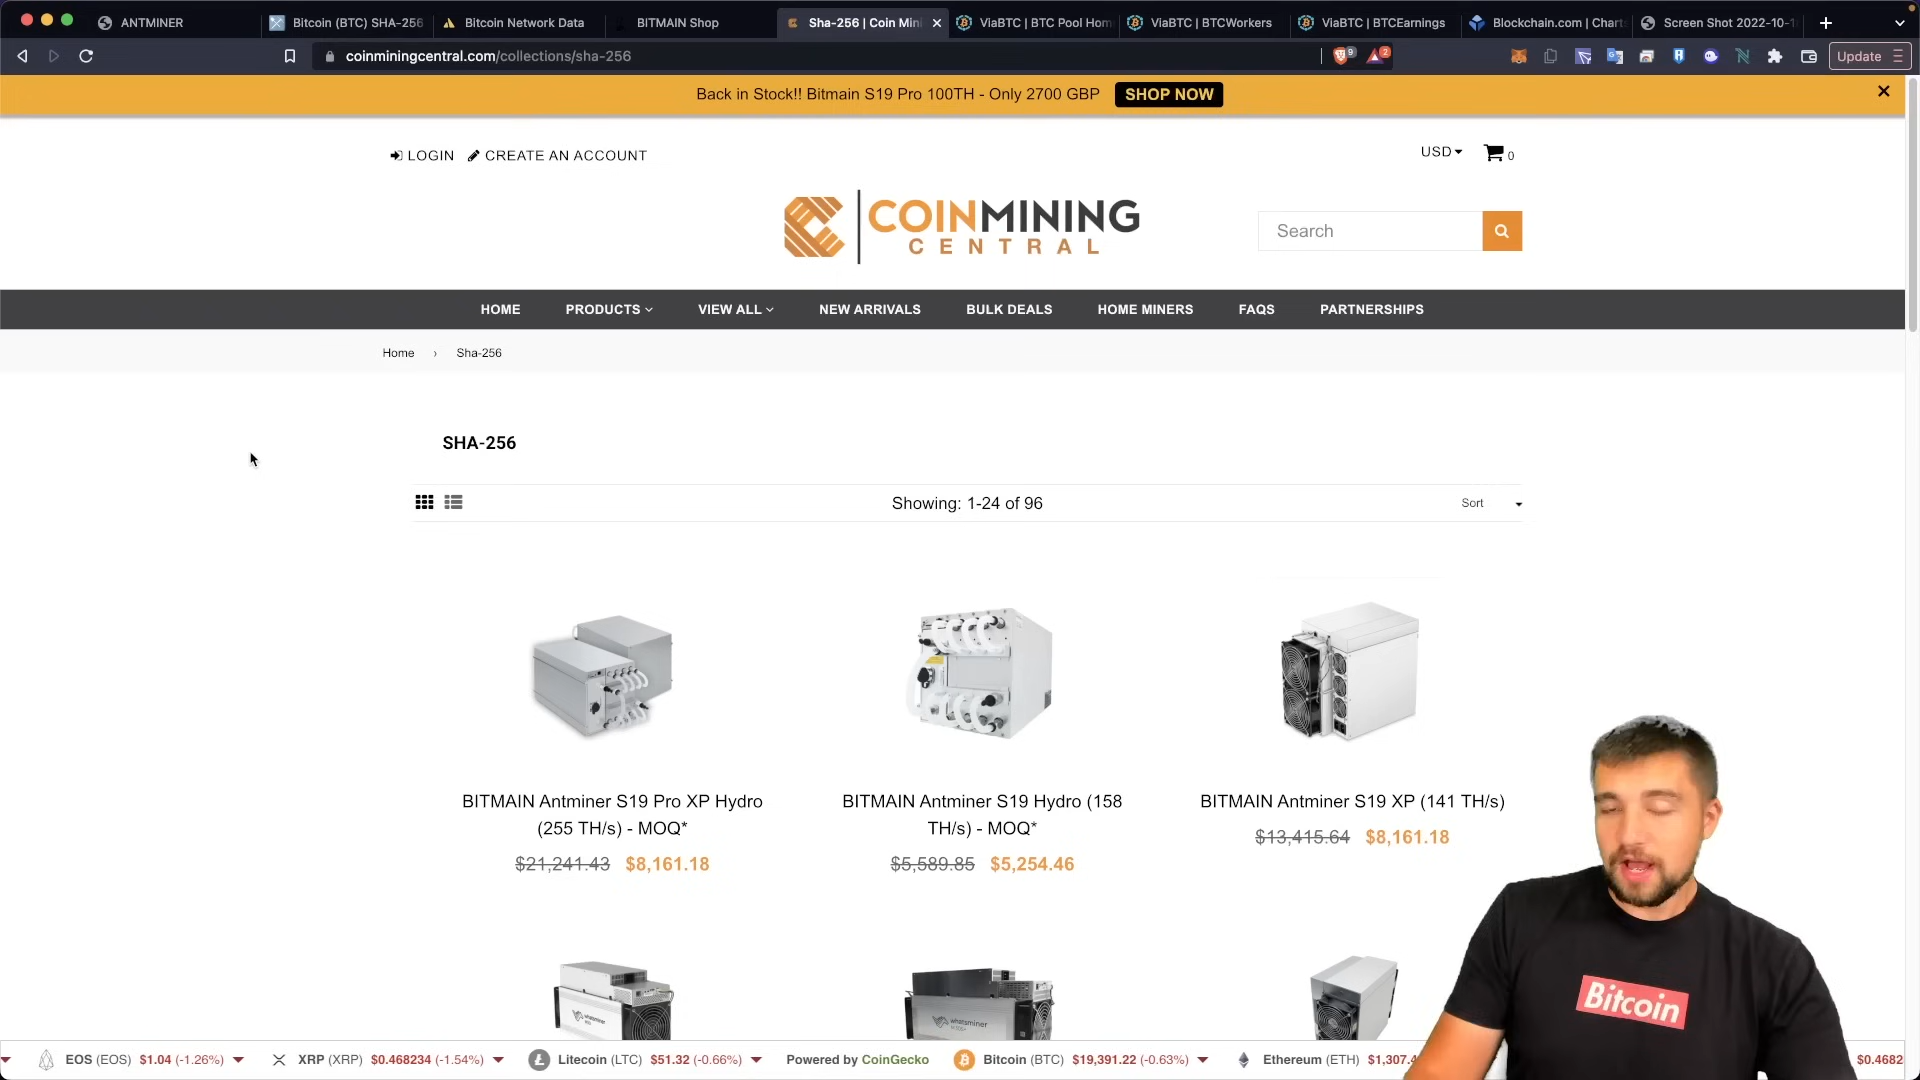 ANTMINER
Bitcoin (BTC) SHA-256
Bitcoin Network Data
BITMAIN Shop
Sha-256 | Coin Mini
ViaBTC | BTC Pool Hom
ViaBTC | BTCWorkers
ViaBTC | BTCEarnings
Blockchain.com | Chart
Screen Shot 2022-10-1
coinminingcentral.com/collections/sha-256
9
2
Update
Back in Stock!! Bitmain S19 Pro 100TH - Only 2700 GBP SHOP NOW
LOGIN CREATE AN ACCOUNT
USD
0
COINMINING
CENTRAL
Search
HOME PRODUCTS VIEW ALL NEW ARRIVALS BULK DEALS HOME MINERS FAQS PARTNERSHIPS
Home › Sha-256
SHA-256
Showing: 1-24 of 96
Sort
BITMAIN Antminer S19 Pro XP Hydro
(255 TH/s) - MOQ*
$21,241.43 $8,161.18
BITMAIN Antminer S19 Hydro (158
TH/s) - MOQ*
$5,589.85 $5,254.46
BITMAIN Antminer S19 XP (141 TH/s)
$13,415.64 $8,161.18
whatsminer
whatsminer
Bitcoin
EOS (EOS) $1.04 (-1.26%) XRP (XRP) $0.468234 (-1.54%) Litecoin (LTC) $51.32 (-0.66%) Powered by CoinGecko Bitcoin (BTC) $19,391.22 (-0.63%) Ethereum (ETH) $1,307.4 $0.4682